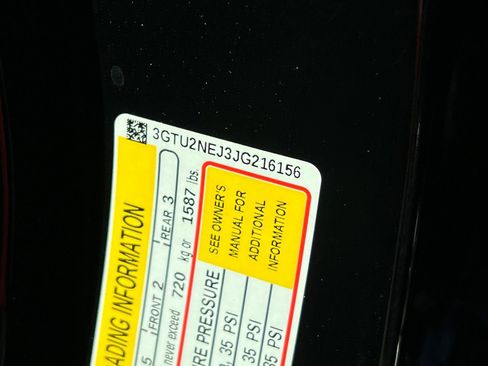 3GTU2NEJ3JG216156
ADING INFORMATION
5 | FRONT 2 | REAR 3
never exceed 720 kg or 1587 lbs.
SEE OWNER'S
MANUAL FOR
ADDITIONAL
INFORMATION
RE PRESSURE
, 35 PSI
35 PSI
35 PSI